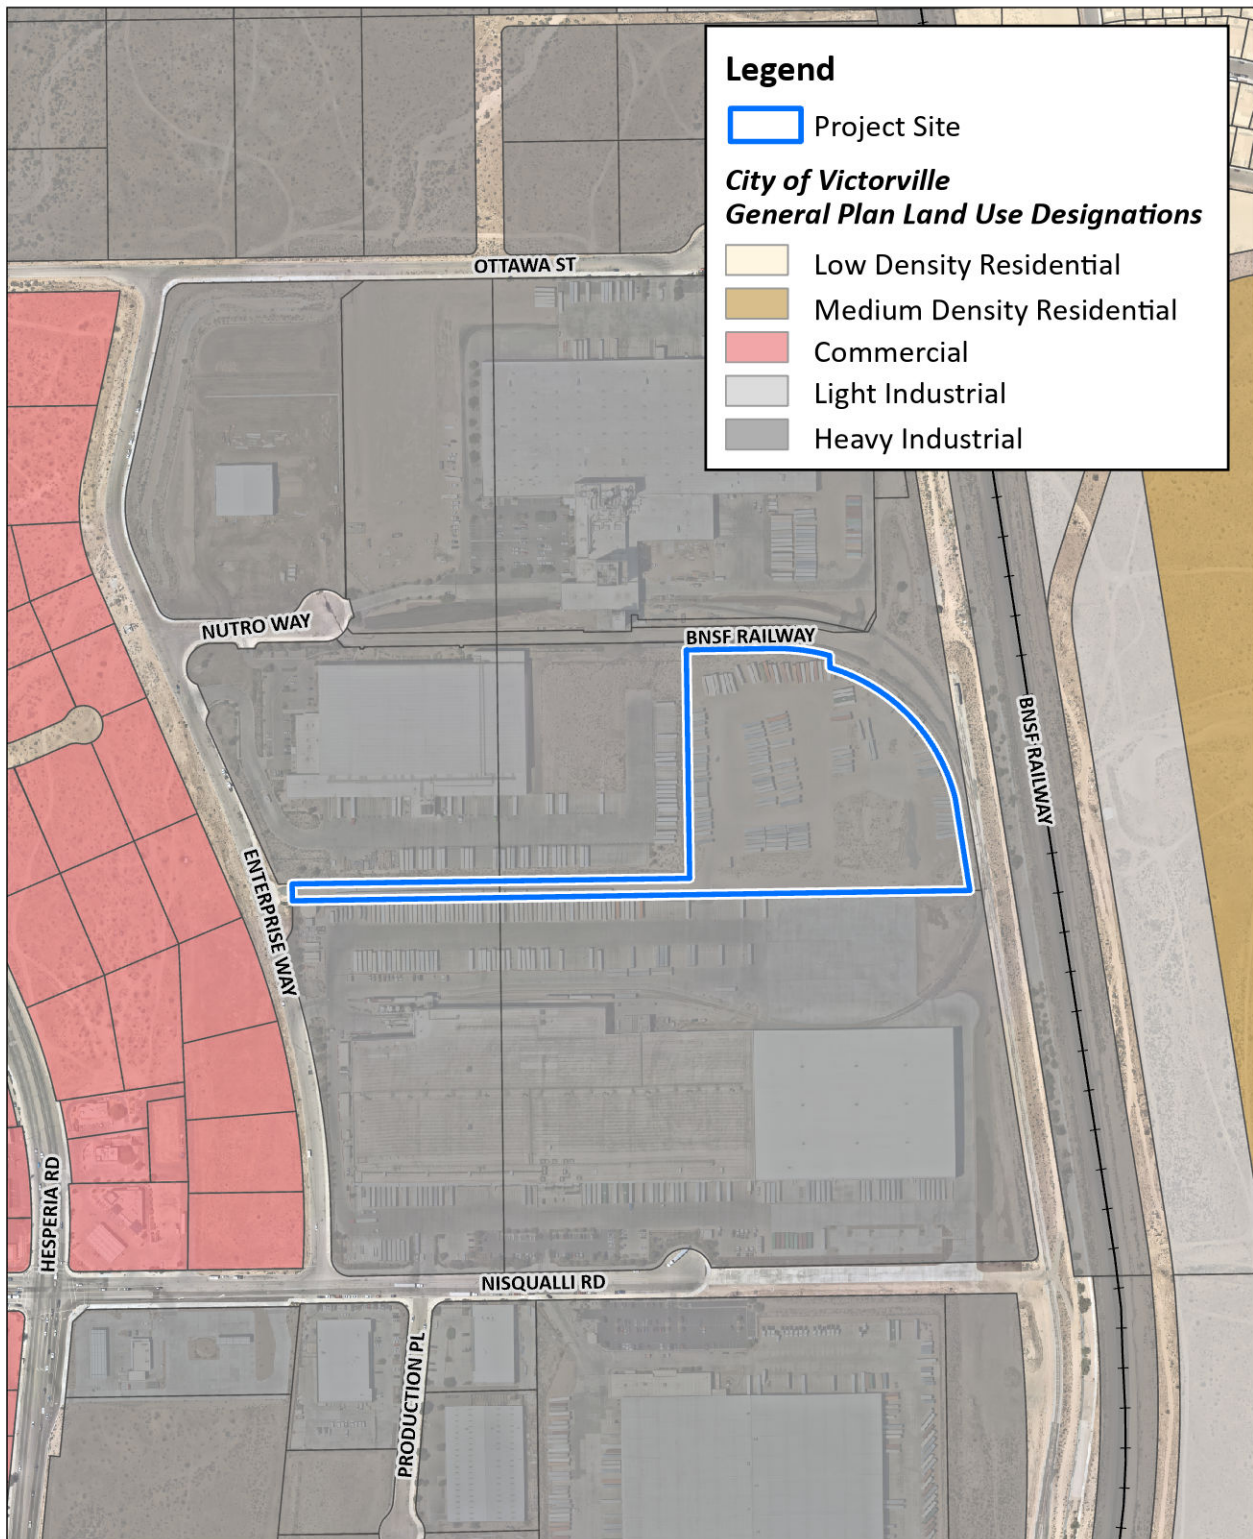 Legend
Project Site
City of Victorville
General Plan Land Use Designations
Low Density Residential
Medium Density Residential
Commercial
Light Industrial
Heavy Industrial
OTTAWA ST
NUTRO WAY
BNSF RAILWAY
BNSF RAILWAY
ENTERPRISE WAY
HESPERIA RD
NISQUALLI RD
PRODUCTION PL